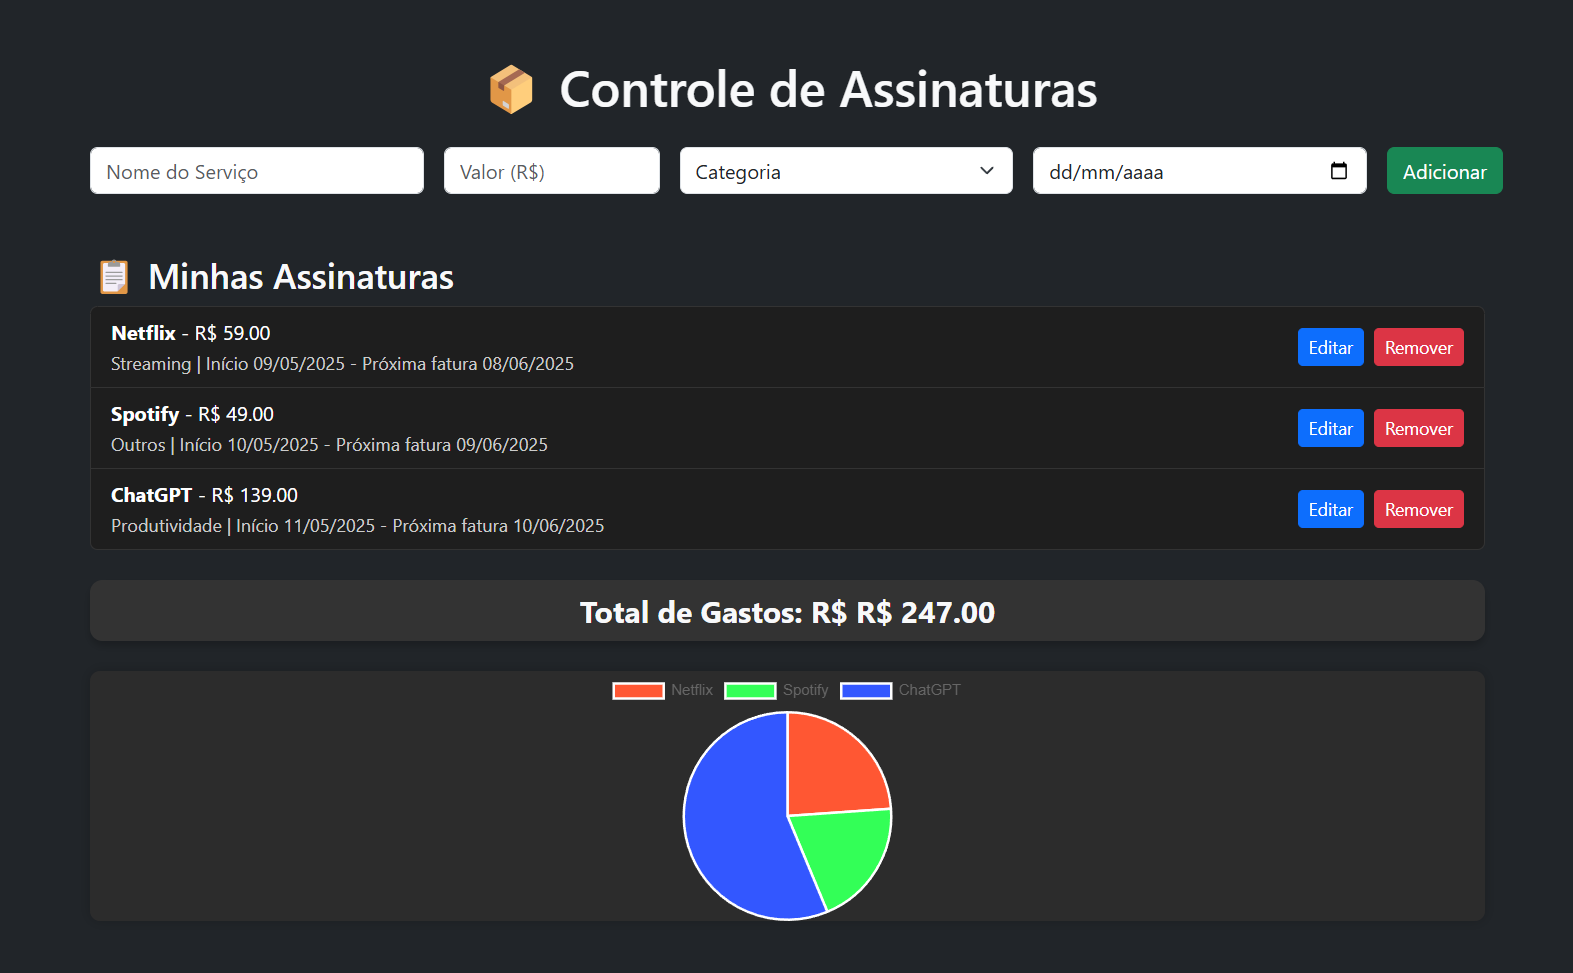 Controle de Assinaturas
Nome do Serviço
Valor (R$)
Categoria
dd/mm/aaaa
Adicionar
Minhas Assinaturas
Netflix - R$ 59.00
Streaming | Início 09/05/2025 - Próxima fatura 08/06/2025
Editar
Remover
Spotify - R$ 49.00
Outros | Início 10/05/2025 - Próxima fatura 09/06/2025
Editar
Remover
ChatGPT - R$ 139.00
Produtividade | Início 11/05/2025 - Próxima fatura 10/06/2025
Editar
Remover
Total de Gastos: R$ R$ 247.00
Netflix
Spotify
ChatGPT